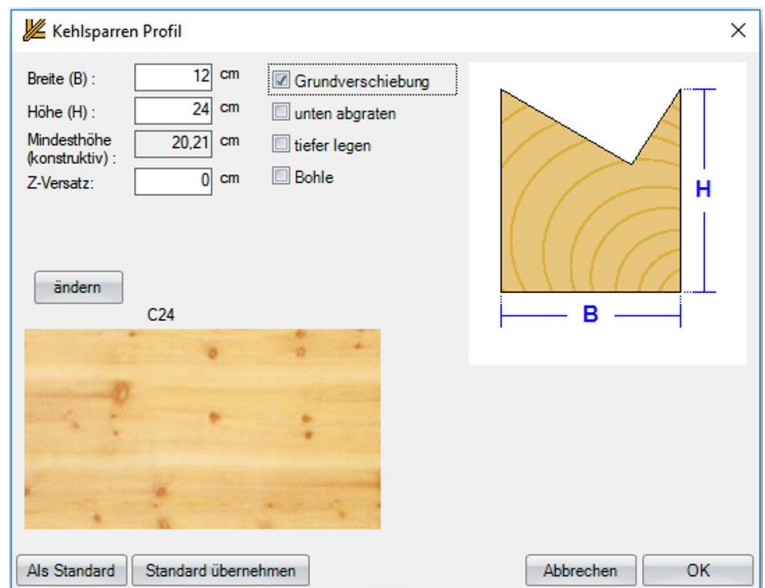 Kehlsparren Profil
Breite (B) : 12 cm
Höhe (H) : 24 cm
Mindesthöhe
(konstruktiv) : 20,21 cm
Z-Versatz: 0 cm
Grundverschiebung
unten abgraten
tiefer legen
Bohle
H
B
ändern
C24
Als Standard
Standard übernehmen
Abbrechen
OK